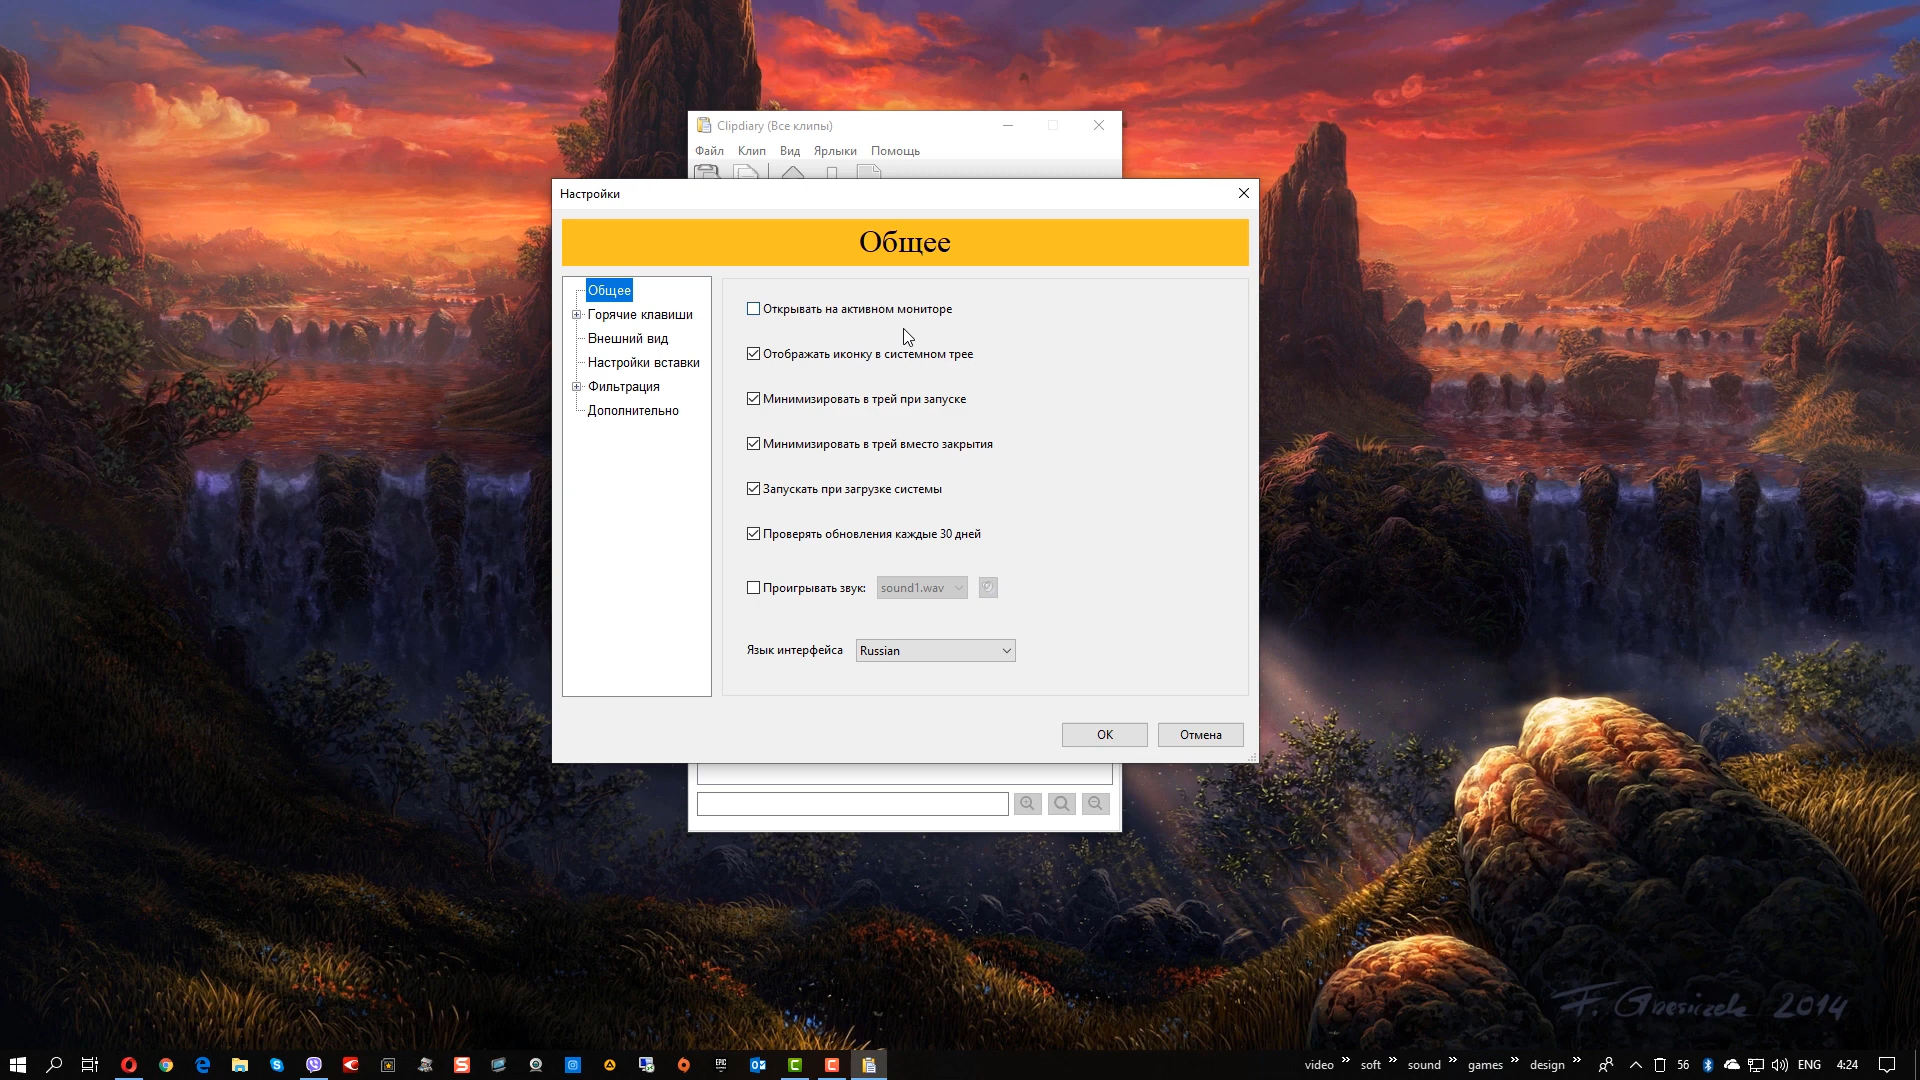 Clipdiary (Все клипы)
Файл Клип Вид Ярлыки Помощь
Настройки
Общее
Общее
Горячие клавиши
Внешний вид
Настройки вставки
Фильтрация
Дополнительно
Открывать на активном мониторе
Отображать иконку в системном трее
Минимизировать в трей при запуске
Минимизировать в трей вместо закрытия
Запускать при загрузке системы
Проверять обновления каждые 30 дней
Проигрывать звук: sound1.wav
Язык интерфейса Russian
OK Отмена
2014
EPIC
video » soft » sound » games » design » 56 ENG 4:24